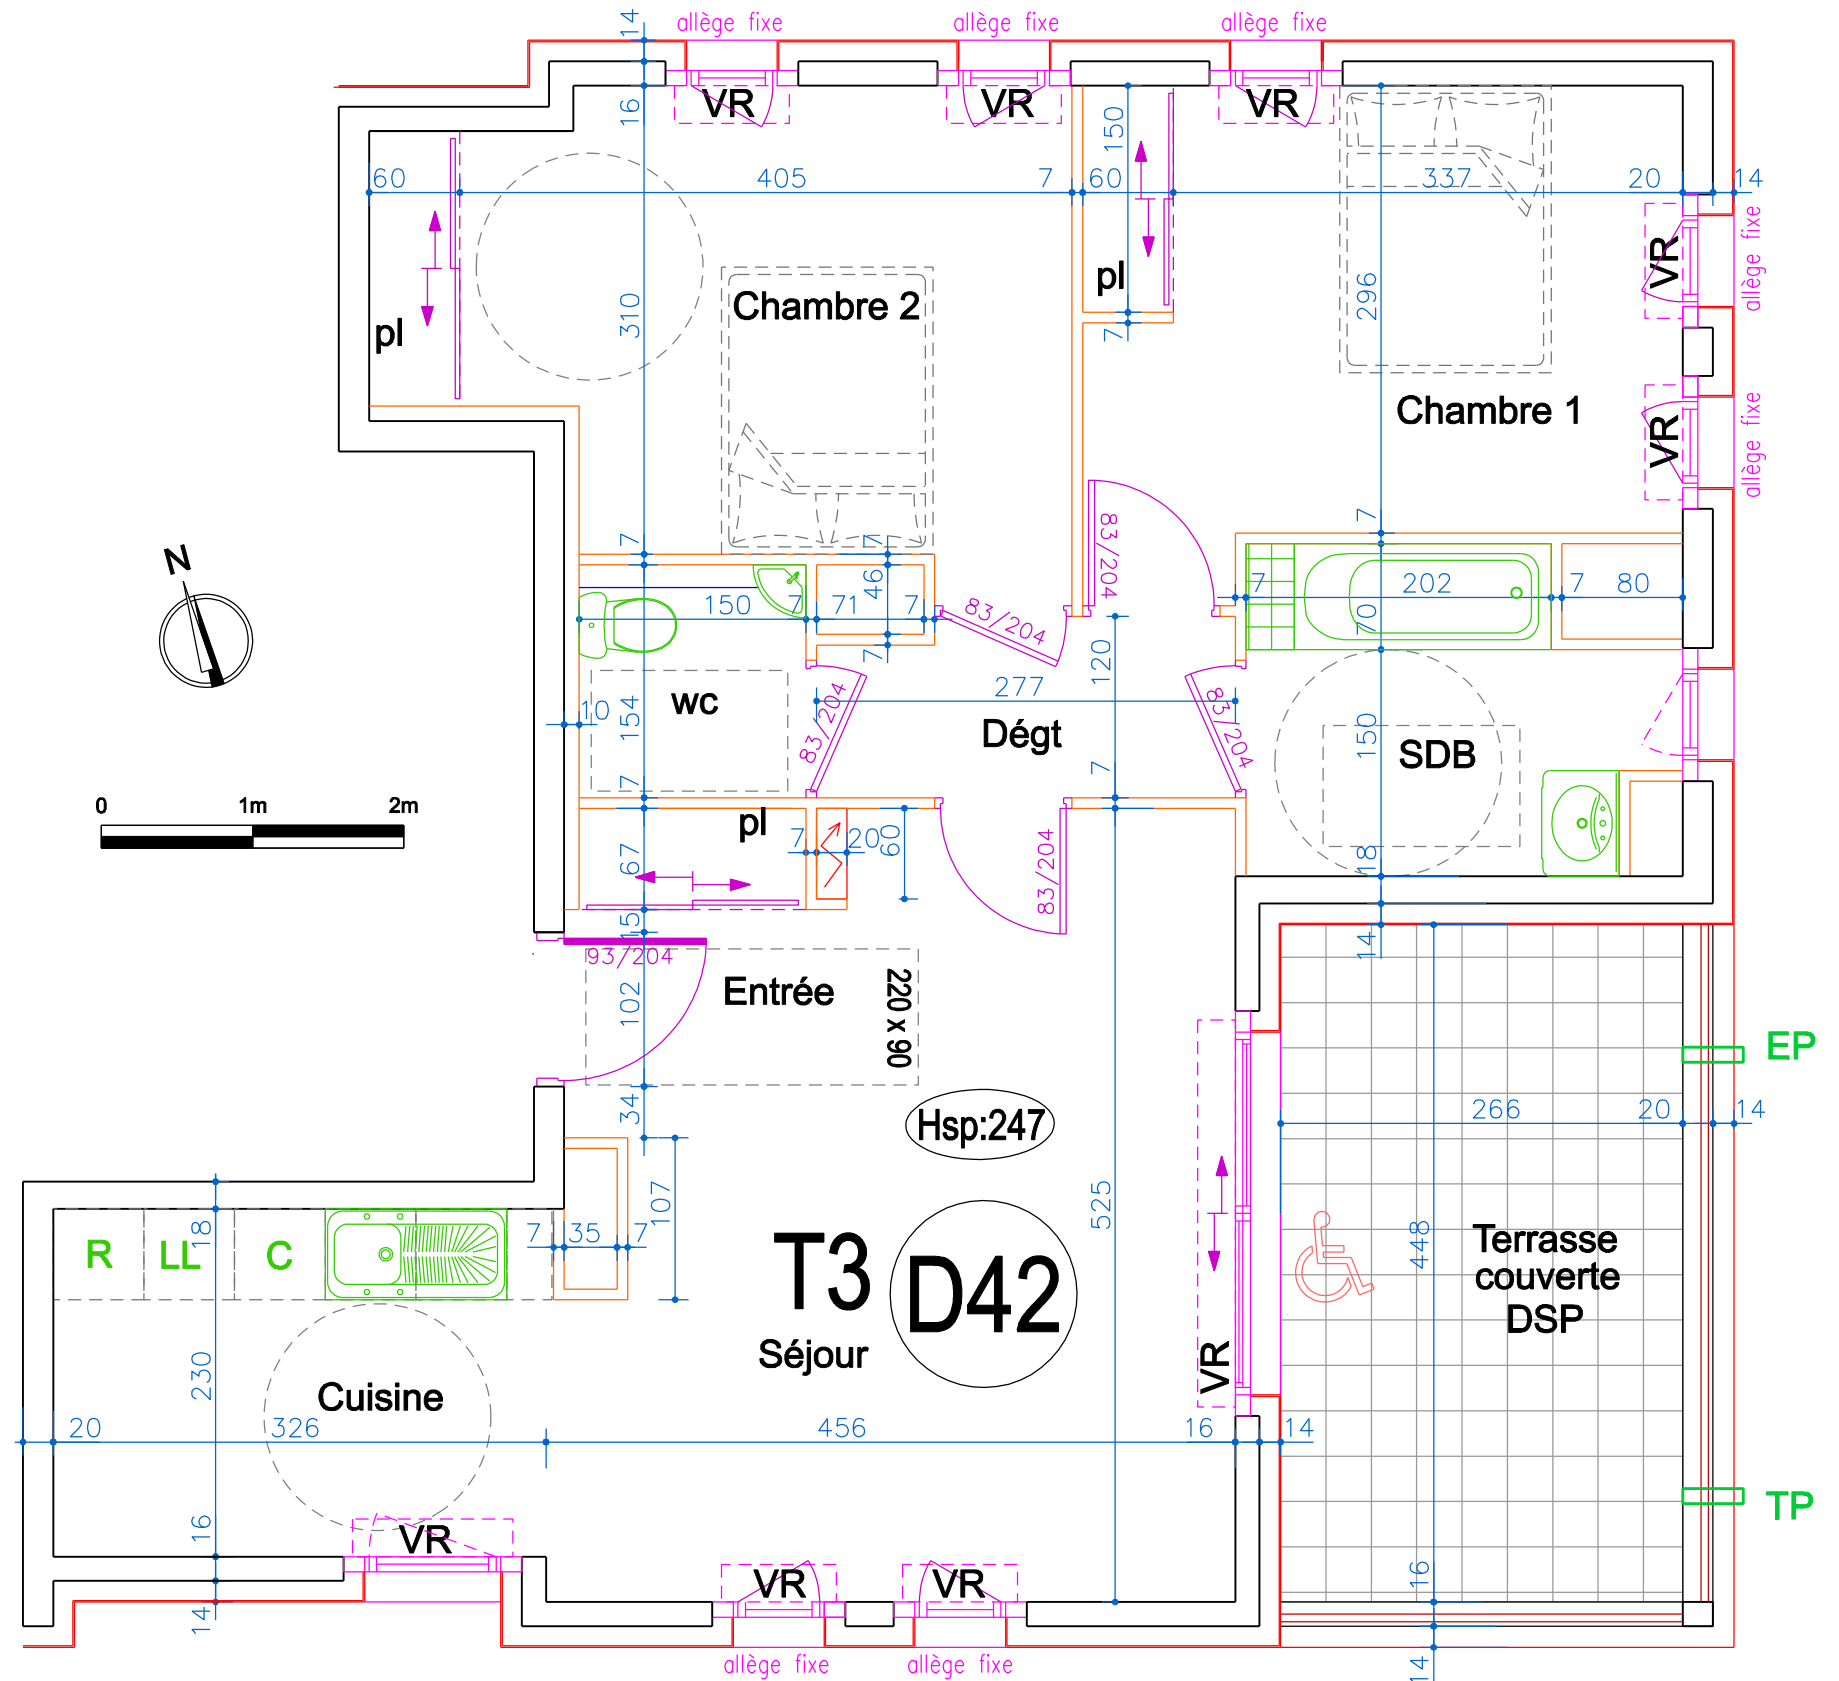 allège fixe
allège fixe
allège fixe
14
16
VR
VR
VR
150
60
405
7
60
337
20
14
allège fixe
VR
pl
296
310
Chambre 2
pl
7
Chambre 1
VR
allège fixe
N
7
7
7
83/204
150
7
71
46
7
83/204
7
202
7
80
70
7
120
wc
10
154
83/204
277
Dégt
83/204
150
SDB
7
7
0
1m
2m
pl
7
20
60
67
83/204
18
15
14
93/204
Entrée
220 x 90
102
EP
34
Hsp:247
266
20
14
R
LL
C
18
7
35
7
107
525
T3
D42
Séjour
448
Terrasse
couverte
DSP
VR
230
Cuisine
20
326
456
16
14
16
VR
TP
VR
VR
16
14
allège fixe
allège fixe
14